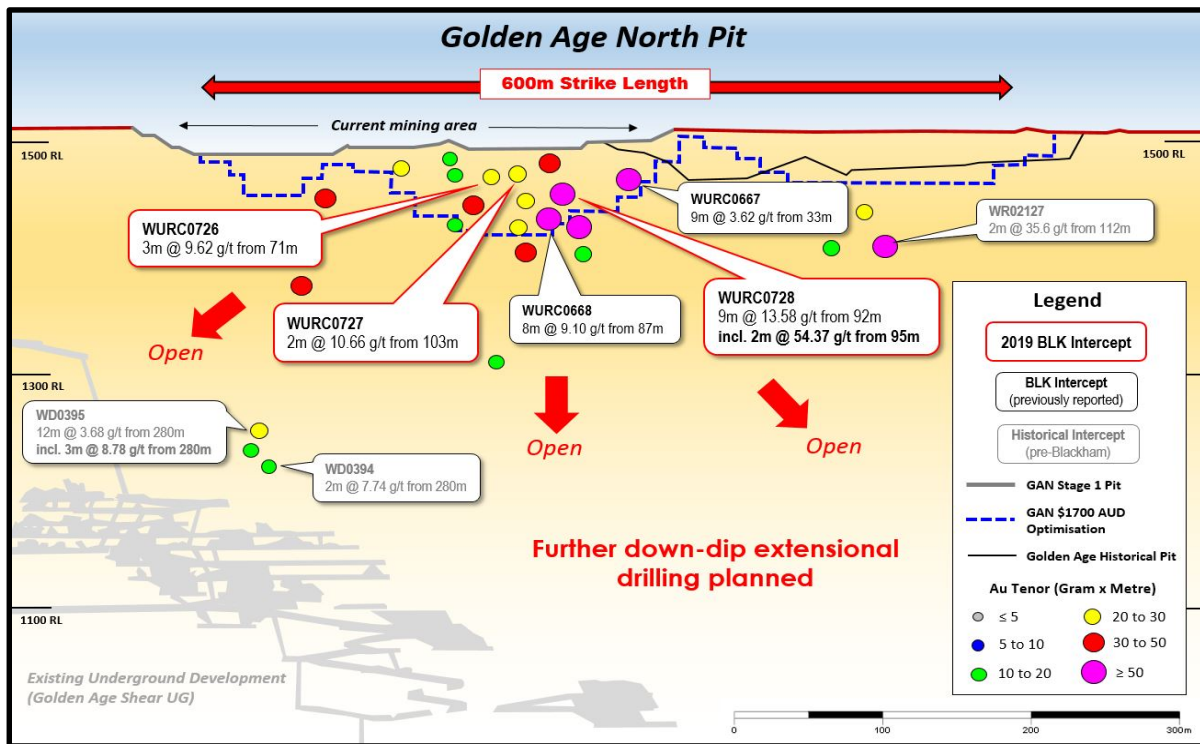 Golden Age North Pit
600m Strike Length
Current mining area
1500 RL
1500 RL
WURC0726
3m @ 9.62 g/t from 71m
WURC0727
2m @ 10.66 g/t from 103m
WURC0668
8m @ 9.10 g/t from 87m
WURC0667
9m @ 3.62 g/t from 33m
WURC0728
9m @ 13.58 g/t from 92m
incl. 2m @ 54.37 g/t from 95m
WR02127
2m @ 35.6 g/t from 112m
Open
Open
Open
1300 RL
WD0395
12m @ 3.68 g/t from 280m
incl. 3m @ 8.78 g/t from 280m
WD0394
2m @ 7.74 g/t from 280m
Further down-dip extensional
drilling planned
1100 RL
Existing Underground Development
(Golden Age Shear UG)
Legend
2019 BLK Intercept
BLK Intercept
(previously reported)
Historical Intercept
(pre-Blackham)
GAN Stage 1 Pit
GAN $1700 AUD
Optimisation
Golden Age Historical Pit
Au Tenor (Gram x Metre)
≤ 5
20 to 30
5 to 10
30 to 50
10 to 20
≥ 50
0
100
200
300m